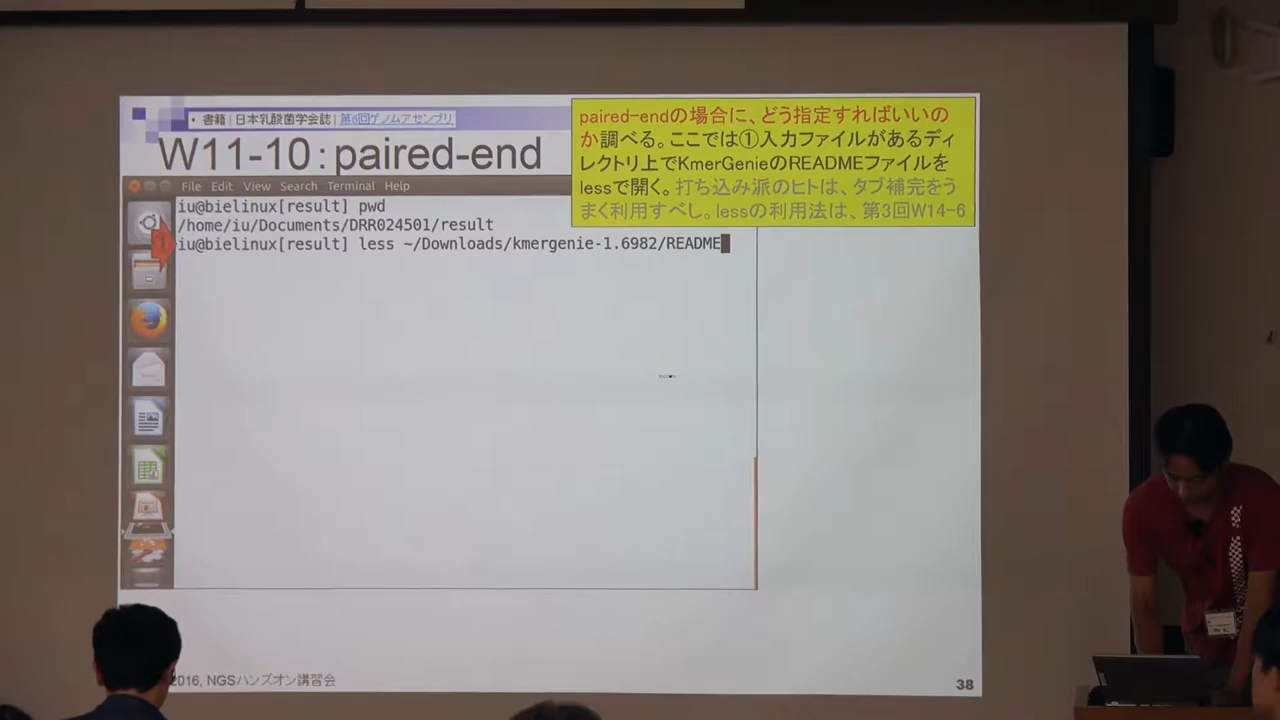 ・書籍 | 日本乳酸菌学会誌 | 第6回ゲノムアセンブリ
W11-10：paired-end
paired-endの場合に、どう指定すればいいの
か調べる。ここでは①入力ファイルがあるディ
レクトリ上でKmerGenieのREADMEファイルを
lessで開く。打ち込み派のヒトは、タブ補完をう
まく利用すべし。lessの利用法は、第3回W14-6
File Edit View Search Terminal Help
iu@bielinux[result] pwd
/home/iu/Documents/DRR024501/result
1
iu@bielinux[result] less ~/Downloads/kmergenie-1.6982/README
2016, NGSハンズオン講習会
38